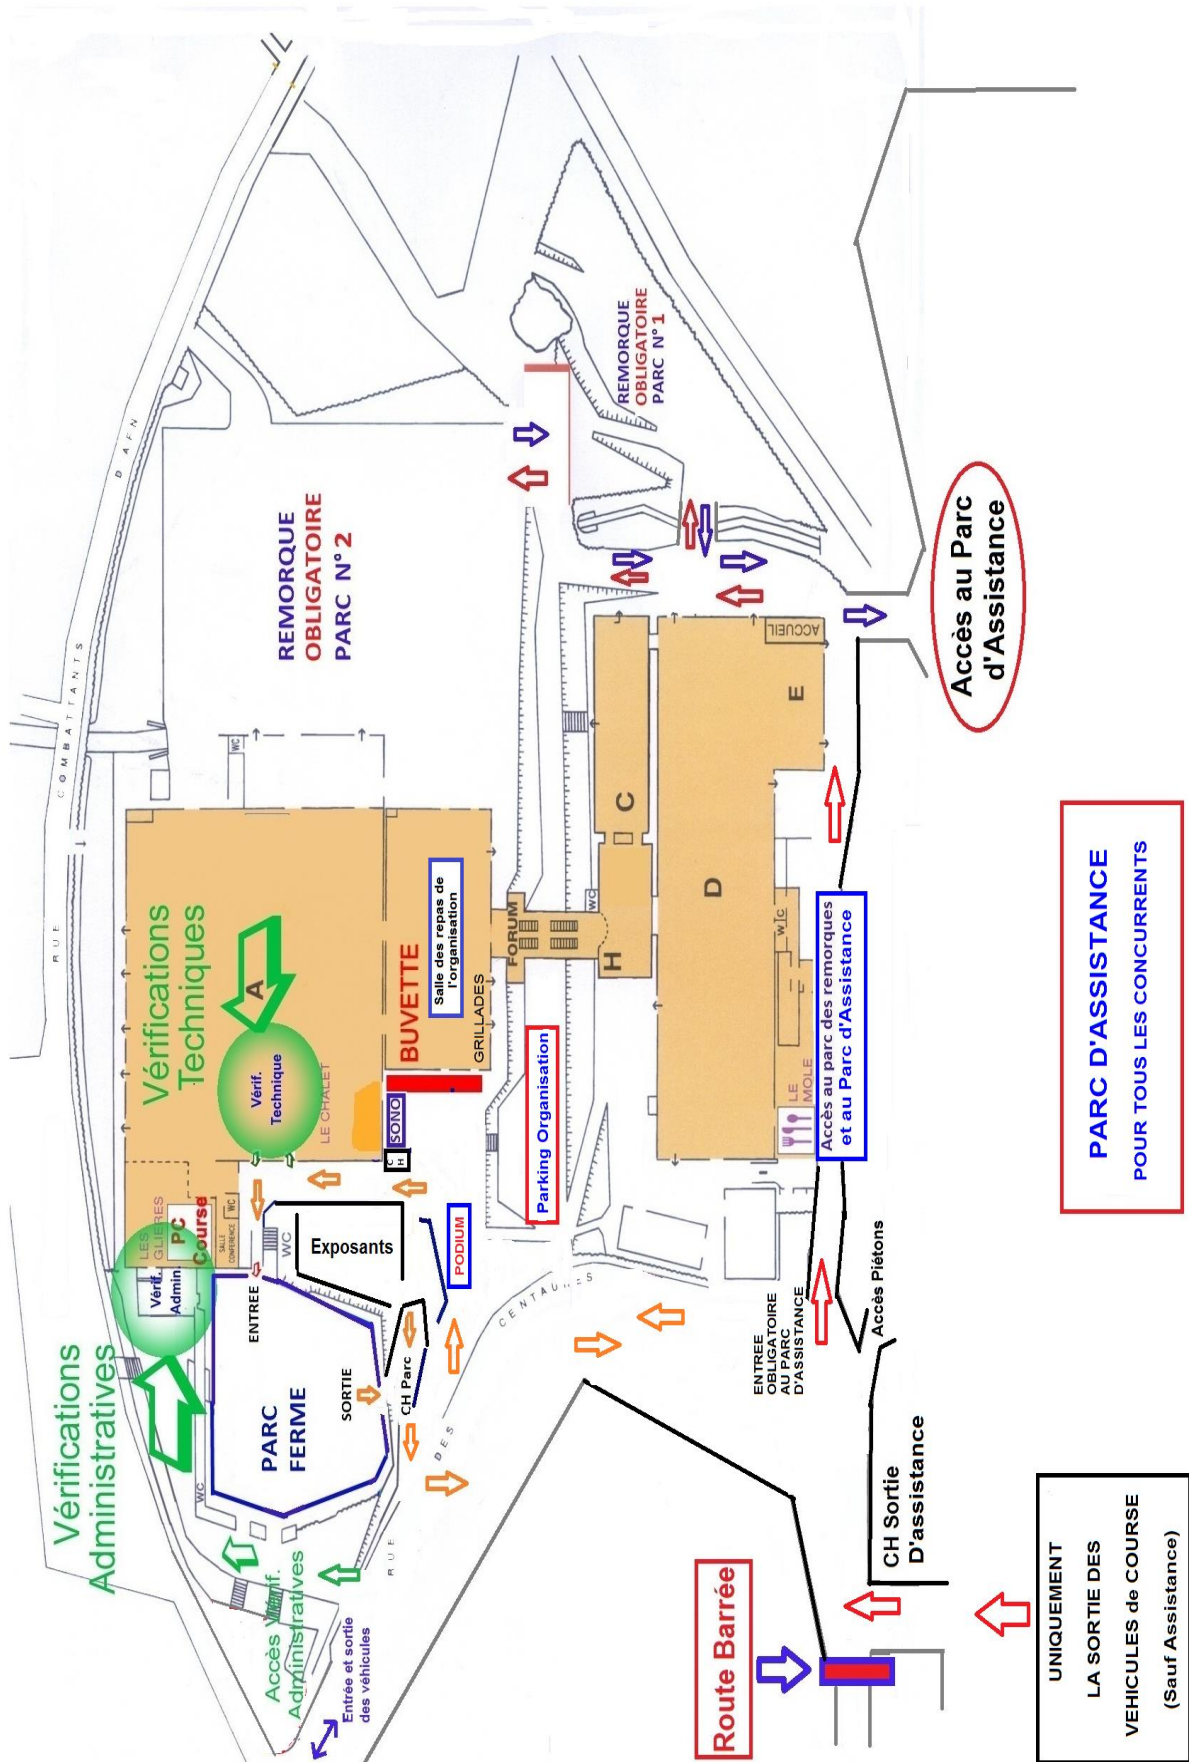 Vérifications
Administratives
Accès Vérif.
Administratives
Entrée et sortie
des véhicules
RUE
DES
CENTAURES
RUE
COMBATTANTS
D AFN
Vérif.
Admin.
LES
GLIERES
PC
Course
SALLE
CONFERENCE
WC
WC
WC
ENTREE
PARC
FERME
SORTIE
CH Parc
Exposants
PODIUM
Vérifications
Techniques
A
Vérif.
Technique
LE CHALET
SONO
C
H
BUVETTE
Salle des repas de
l'organisation
GRILLADES
WC
REMORQUE
OBLIGATOIRE
PARC N° 2
REMORQUE
OBLIGATOIRE
PARC N° 1
FORUM
WC
H
C
Parking Organisation
D
E
ACCUEIL
W|C
LE
MOLE
Accès au parc des remorques
et au Parc d'Assistance
ENTREE
OBLIGATOIRE
AU PARC
D'ASSISTANCE
Accès Piétons
CH Sortie
D'assistance
Route Barrée
Accès au Parc
d'Assistance
PARC D'ASSISTANCE
POUR TOUS LES CONCURRENTS
UNIQUEMENT
LA SORTIE DES
VEHICULES de COURSE
(Sauf Assistance)